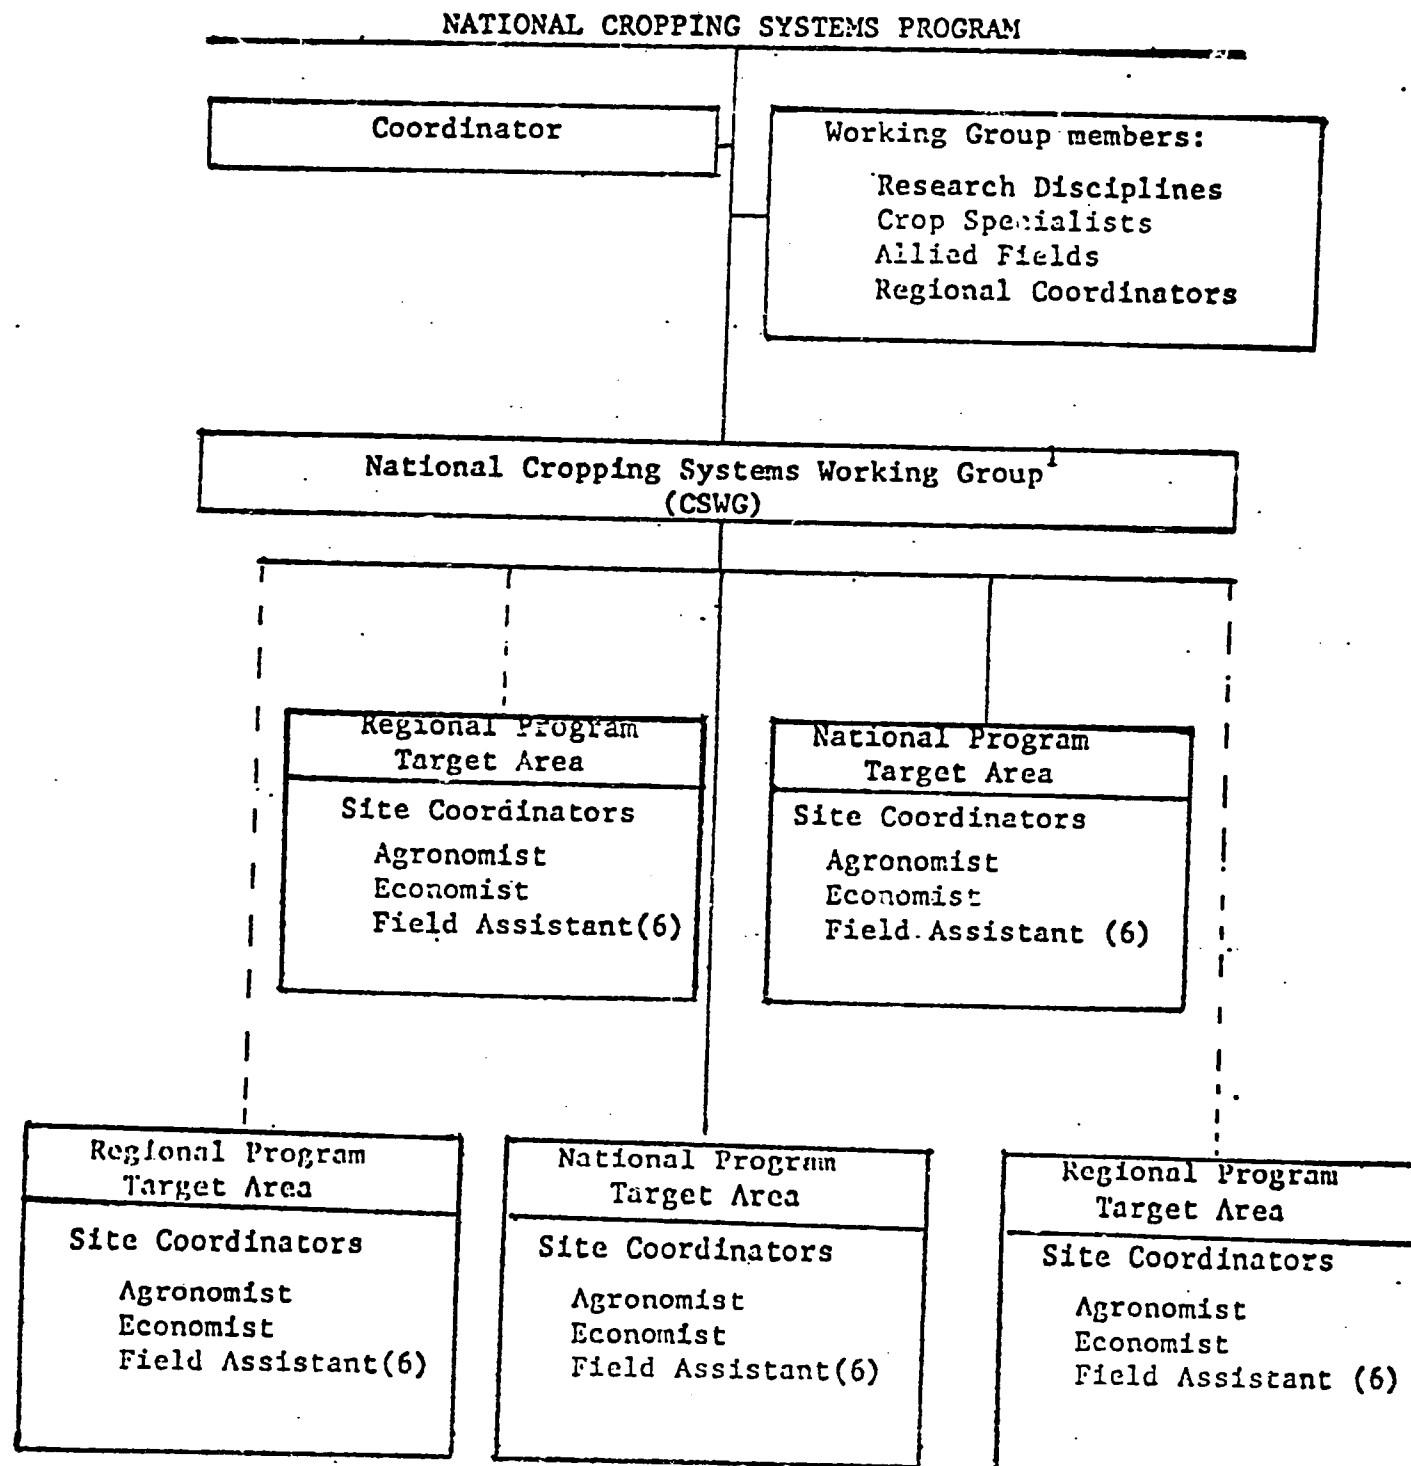 NATIONAL CROPPING SYSTEMS PROGRAM
Coordinator
Working Group members:
Research Disciplines
Crop Specialists
Allied Fields
Regional Coordinators
National Cropping Systems Working Group¹
(CSWG)
Regional Program
Target Area
Site Coordinators
Agronomist
Economist
Field Assistant(6)
National Program
Target Area
Site Coordinators
Agronomist
Economist
Field Assistant (6)
Regional Program
Target Area
Site Coordinators
Agronomist
Economist
Field Assistant(6)
National Program
Target Area
Site Coordinators
Agronomist
Economist
Field Assistant(6)
Regional Program
Target Area
Site Coordinators
Agronomist
Economist
Field Assistant (6)